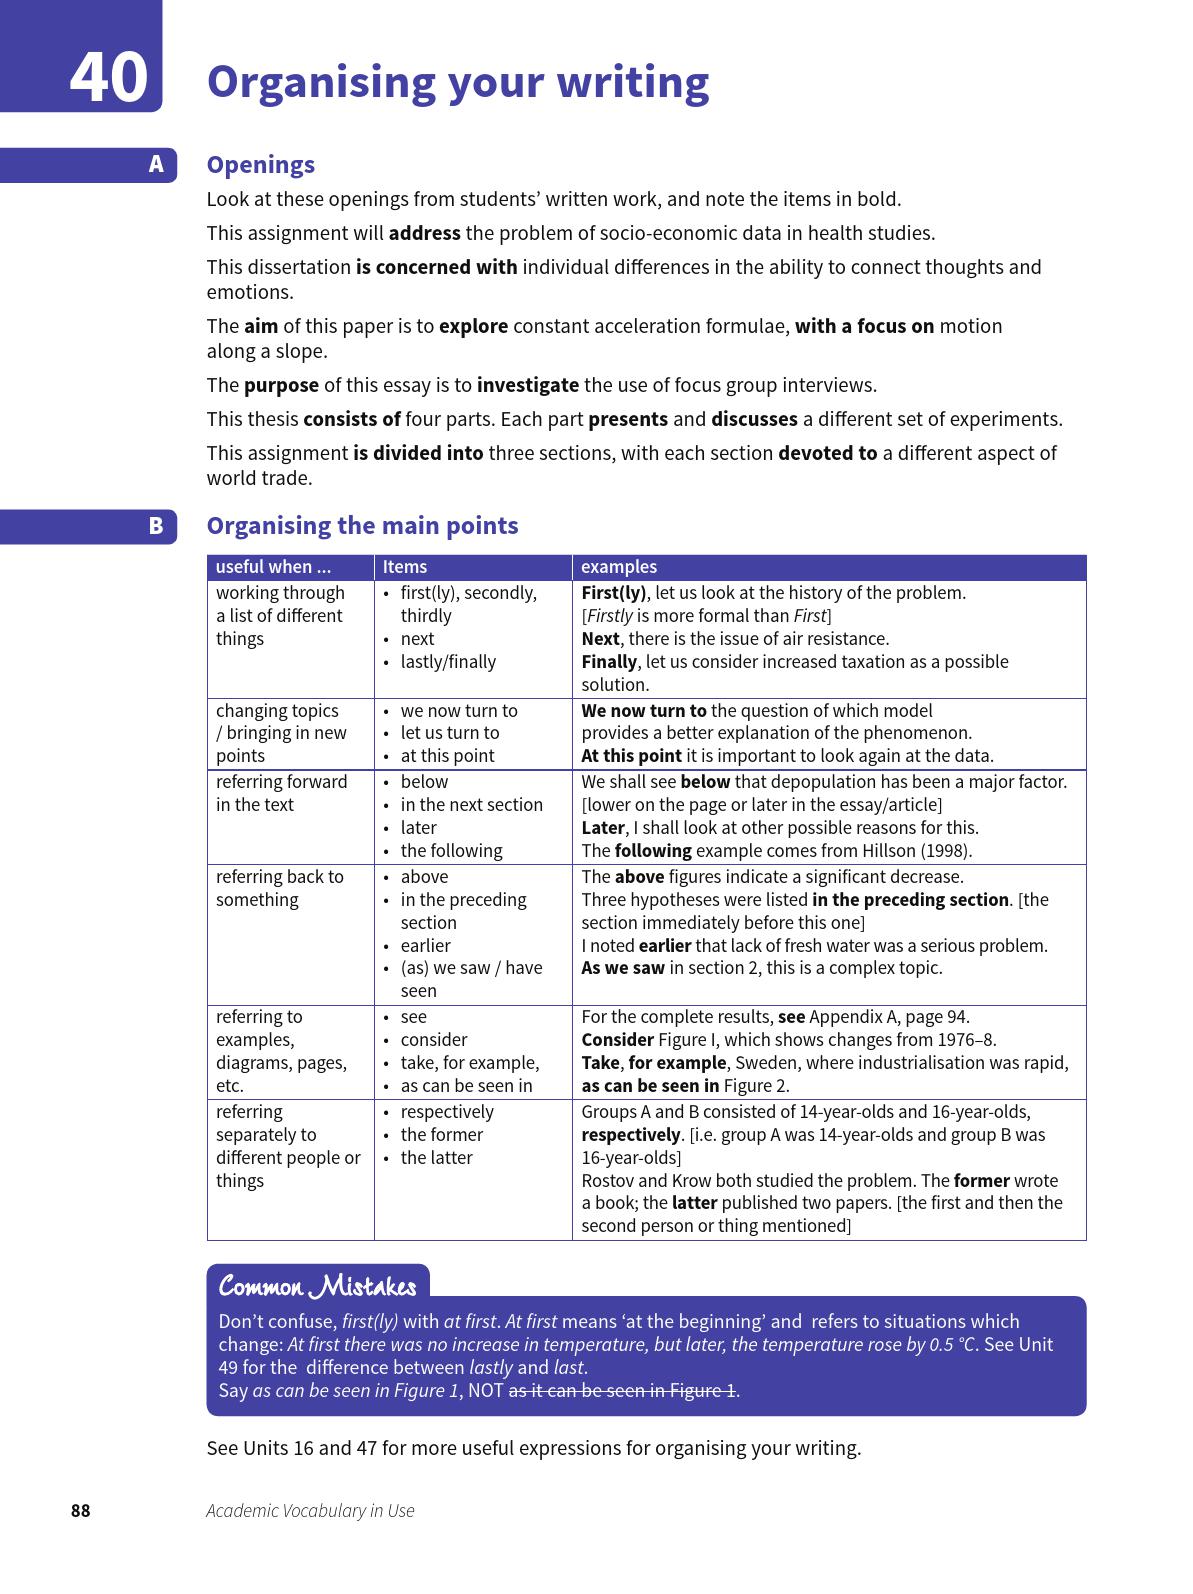 40
Organising your writing
A
Openings
Look at these openings from students’ written work, and note the items in bold.
This assignment will address the problem of socio-economic data in health studies.
This dissertation is concerned with individual differences in the ability to connect thoughts and
emotions.
The aim of this paper is to explore constant acceleration formulae, with a focus on motion
along a slope.
The purpose of this essay is to investigate the use of focus group interviews.
This thesis consists of four parts. Each part presents and discusses a different set of experiments.
This assignment is divided into three sections, with each section devoted to a different aspect of
world trade.
B
Organising the main points
useful when ...
Items
examples
working through
a list of different
things
• first(ly), secondly,
thirdly
• next
• lastly/finally
First(ly), let us look at the history of the problem.
[Firstly is more formal than First]
Next, there is the issue of air resistance.
Finally, let us consider increased taxation as a possible
solution.
changing topics
/ bringing in new
points
• we now turn to
• let us turn to
• at this point
We now turn to the question of which model
provides a better explanation of the phenomenon.
At this point it is important to look again at the data.
referring forward
in the text
• below
• in the next section
• later
• the following
We shall see below that depopulation has been a major factor.
[lower on the page or later in the essay/article]
Later, I shall look at other possible reasons for this.
The following example comes from Hillson (1998).
referring back to
something
• above
• in the preceding
section
• earlier
• (as) we saw / have
seen
The above figures indicate a significant decrease.
Three hypotheses were listed in the preceding section. [the
section immediately before this one]
I noted earlier that lack of fresh water was a serious problem.
As we saw in section 2, this is a complex topic.
referring to
examples,
diagrams, pages,
etc.
• see
• consider
• take, for example,
• as can be seen in
For the complete results, see Appendix A, page 94.
Consider Figure I, which shows changes from 1976–8.
Take, for example, Sweden, where industrialisation was rapid,
as can be seen in Figure 2.
referring
separately to
different people or
things
• respectively
• the former
• the latter
Groups A and B consisted of 14-year-olds and 16-year-olds,
respectively. [i.e. group A was 14-year-olds and group B was
16-year-olds]
Rostov and Krow both studied the problem. The former wrote
a book; the latter published two papers. [the first and then the
second person or thing mentioned]
Common Mistakes
Don’t confuse, first(ly) with at first. At first means ‘at the beginning’ and  refers to situations which
change: At first there was no increase in temperature, but later, the temperature rose by 0.5 °C. See Unit
49 for the  difference between lastly and last.
Say as can be seen in Figure 1, NOT as it can be seen in Figure 1.
See Units 16 and 47 for more useful expressions for organising your writing.
88
Academic Vocabulary in Use